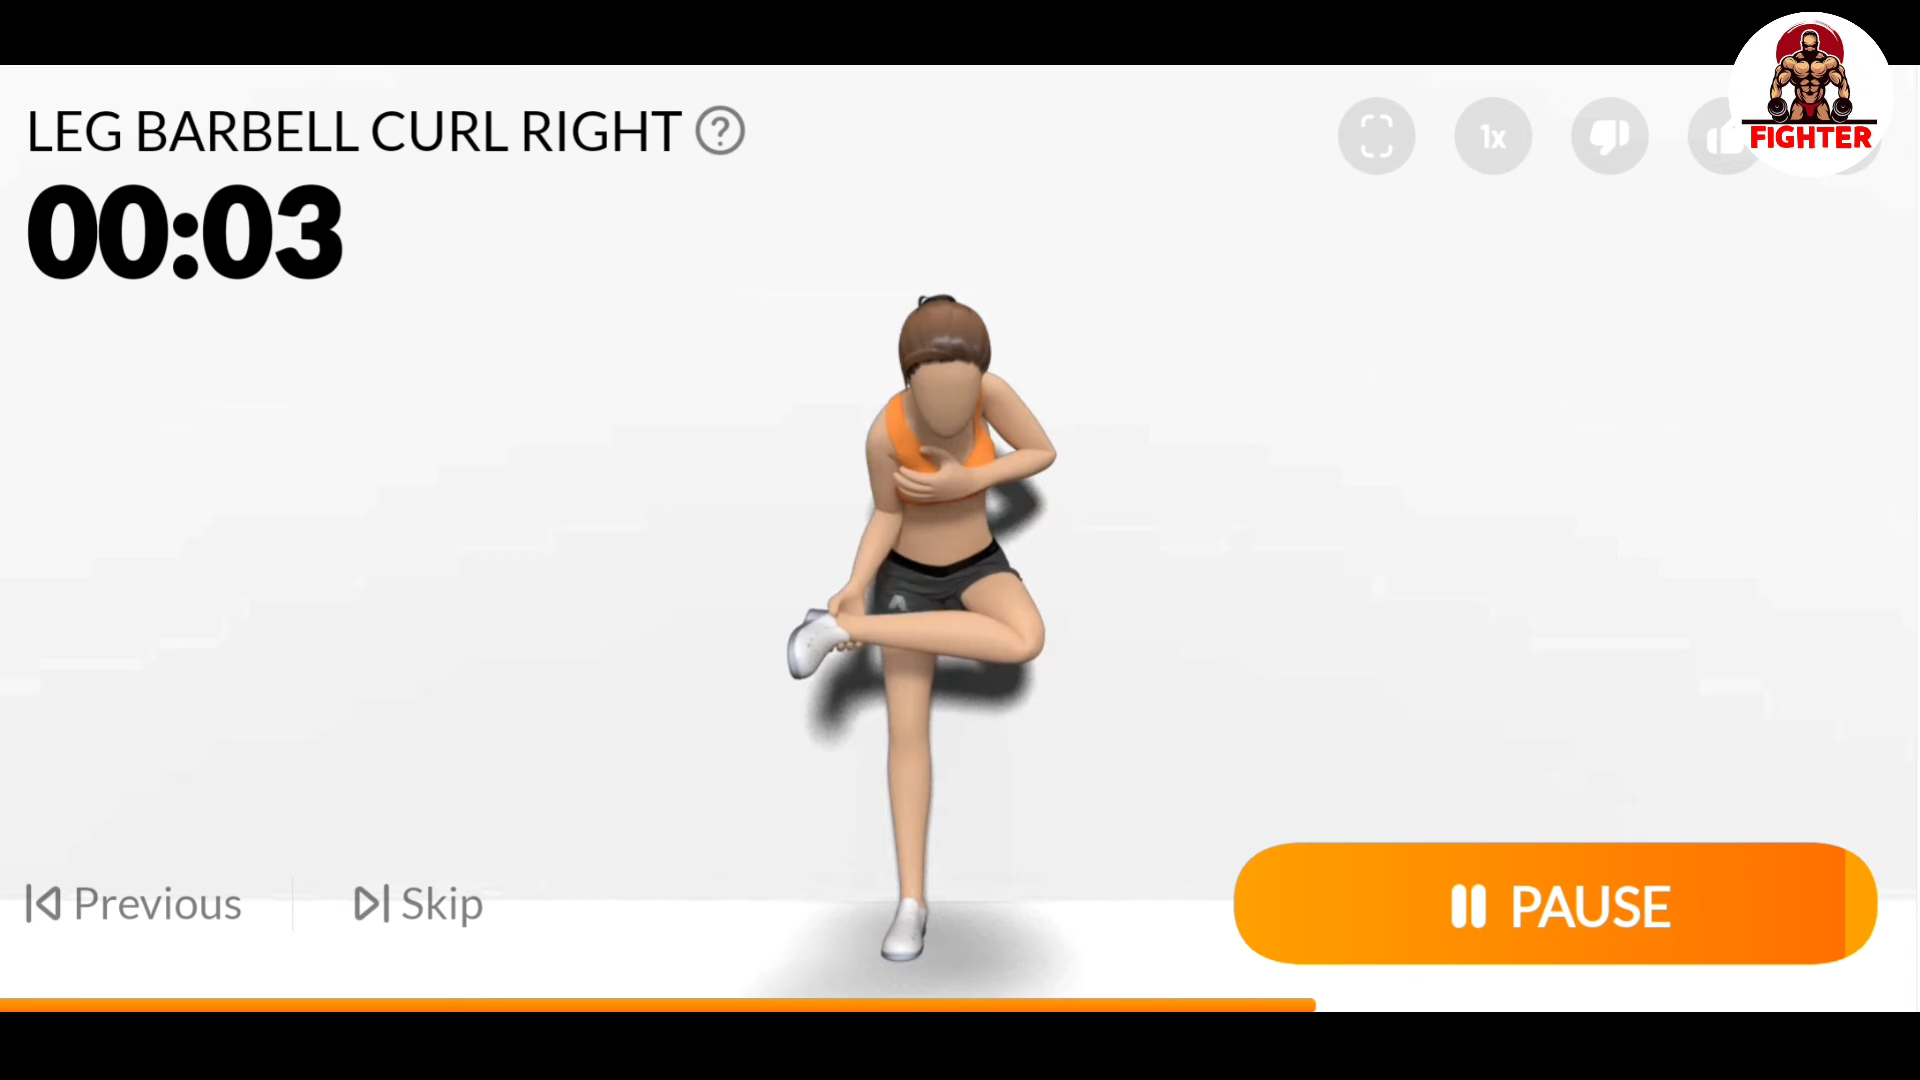 LEG BARBELL CURL RIGHT ?
00:03
1x
FIGHTER
Previous
Skip
PAUSE